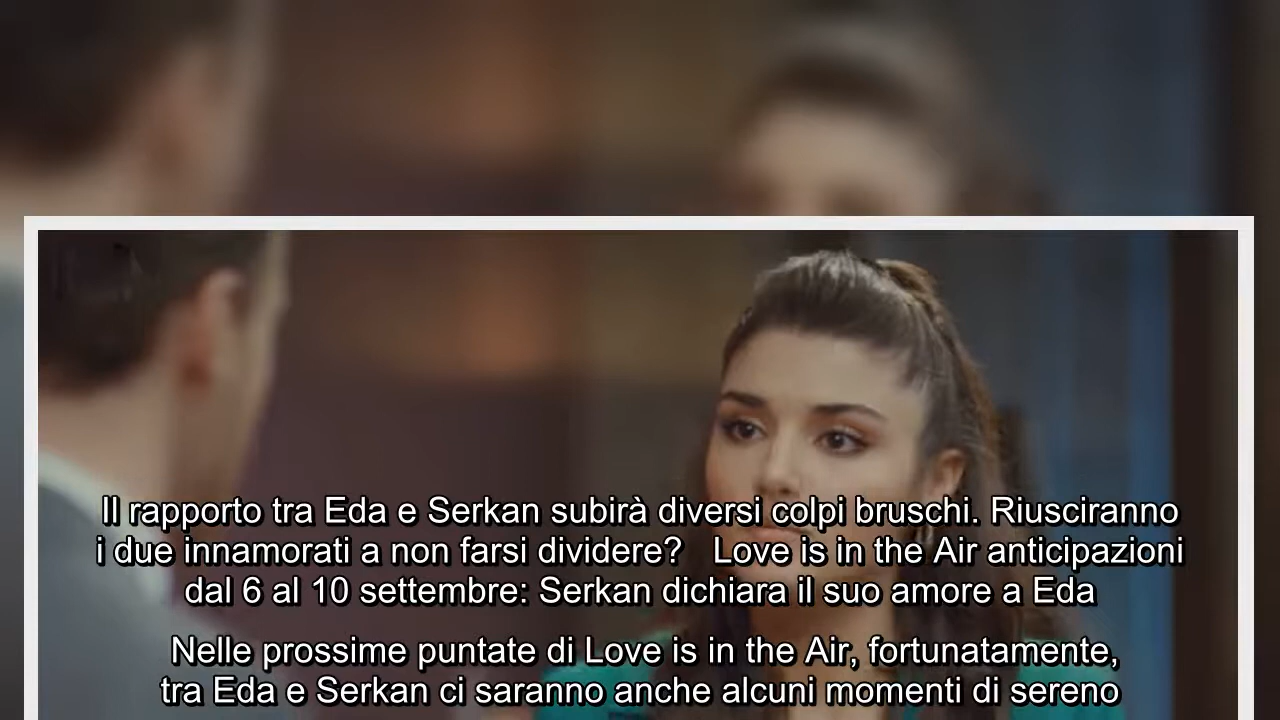 Il rapporto tra Eda e Serkan subirà diversi colpi bruschi. Riusciranno
i due innamorati a non farsi dividere?   Love is in the Air anticipazioni
dal 6 al 10 settembre: Serkan dichiara il suo amore a Eda
Nelle prossime puntate di Love is in the Air, fortunatamente,
tra Eda e Serkan ci saranno anche alcuni momenti di sereno